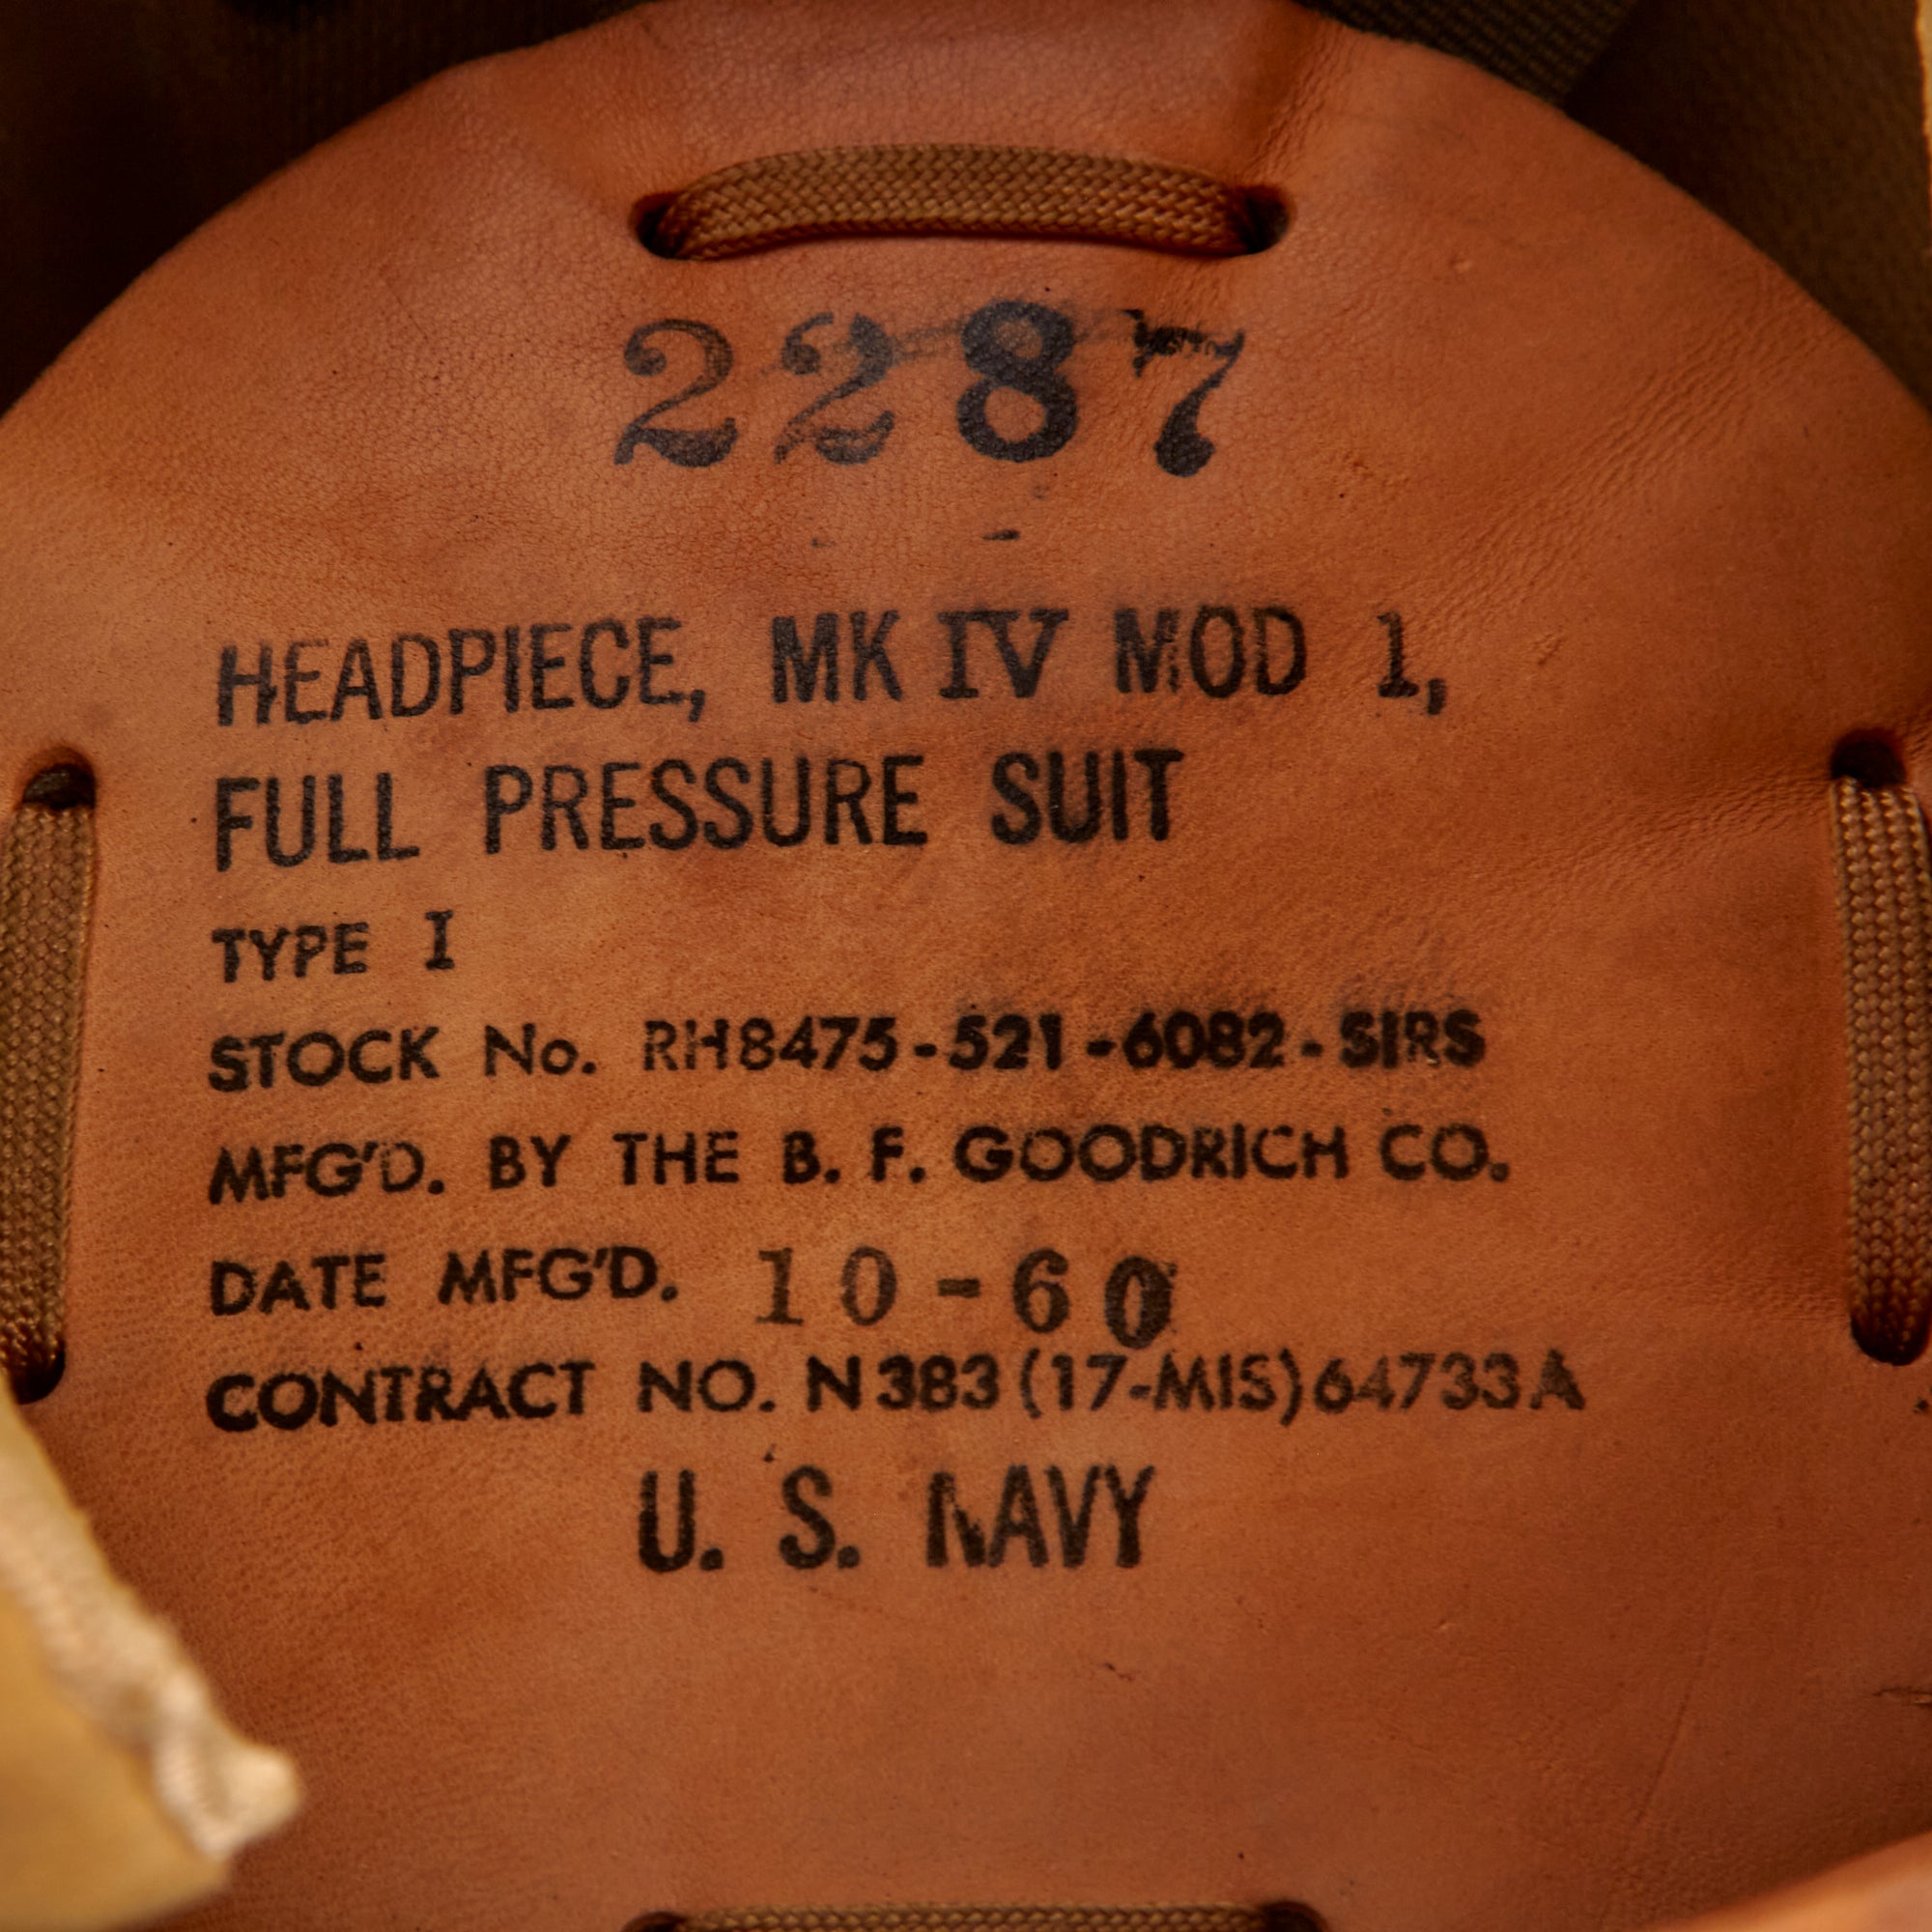 2287
HEADPIECE, MK IV MOD 1,
FULL PRESSURE SUIT
TYPE I
STOCK No. RH8475-521-6082-SIRS
MFG'D. BY THE B. F. GOODRICH CO.
DATE MFG'D. 10-60
CONTRACT NO. N383(17-MIS)64733A
U. S. NAVY